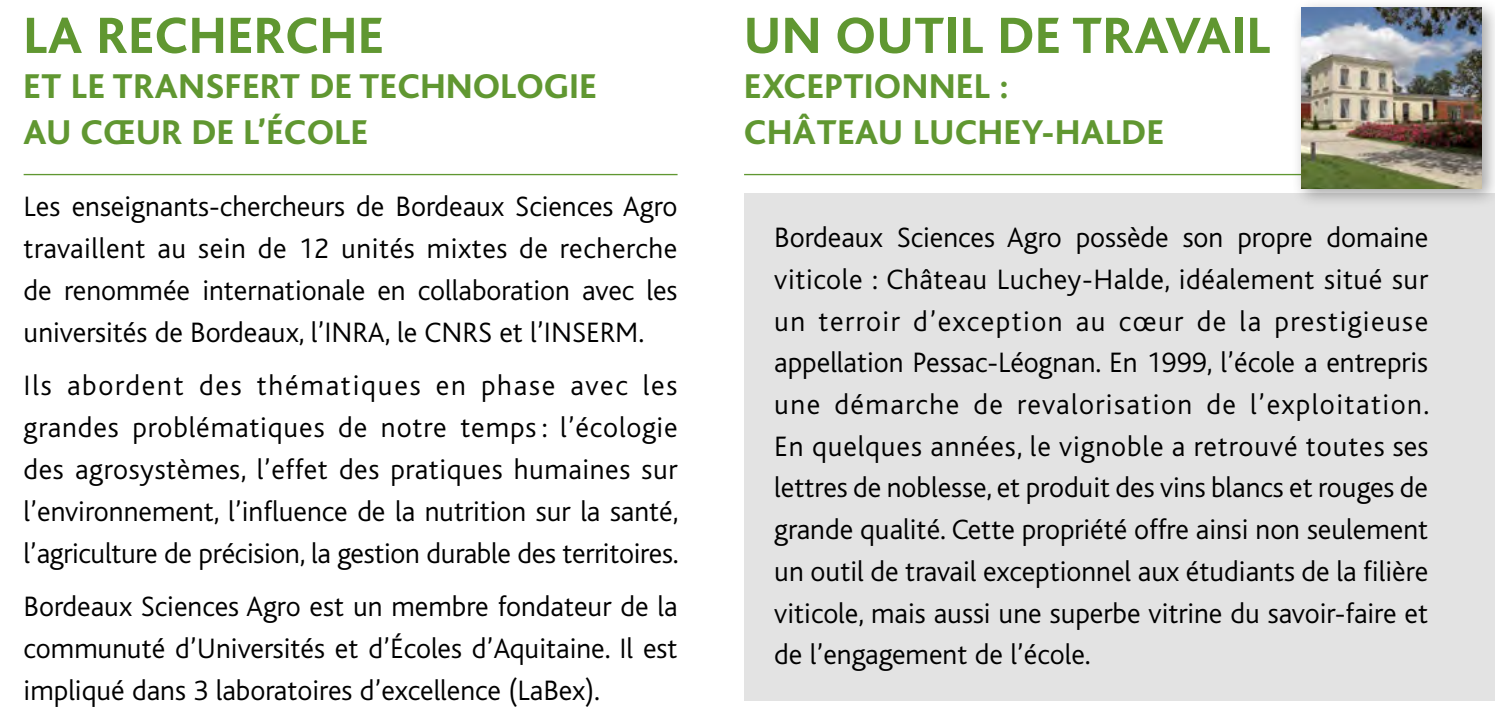 LA RECHERCHE
ET LE TRANSFERT DE TECHNOLOGIE
AU CŒUR DE L'ÉCOLE
Les enseignants-chercheurs de Bordeaux Sciences Agro
travaillent au sein de 12 unités mixtes de recherche
de renommée internationale en collaboration avec les
universités de Bordeaux, l'INRA, le CNRS et l'INSERM.
Ils abordent des thématiques en phase avec les
grandes problématiques de notre temps : l'écologie
des agrosystèmes, l'effet des pratiques humaines sur
l'environnement, l'influence de la nutrition sur la santé,
l'agriculture de précision, la gestion durable des territoires.
Bordeaux Sciences Agro est un membre fondateur de la
communuté d'Universités et d'Écoles d'Aquitaine. Il est
impliqué dans 3 laboratoires d'excellence (LaBex).
UN OUTIL DE TRAVAIL
EXCEPTIONNEL :
CHÂTEAU LUCHEY-HALDE
Bordeaux Sciences Agro possède son propre domaine
viticole : Château Luchey-Halde, idéalement situé sur
un terroir d'exception au cœur de la prestigieuse
appellation Pessac-Léognan. En 1999, l'école a entrepris
une démarche de revalorisation de l'exploitation.
En quelques années, le vignoble a retrouvé toutes ses
lettres de noblesse, et produit des vins blancs et rouges de
grande qualité. Cette propriété offre ainsi non seulement
un outil de travail exceptionnel aux étudiants de la filière
viticole, mais aussi une superbe vitrine du savoir-faire et
de l'engagement de l'école.